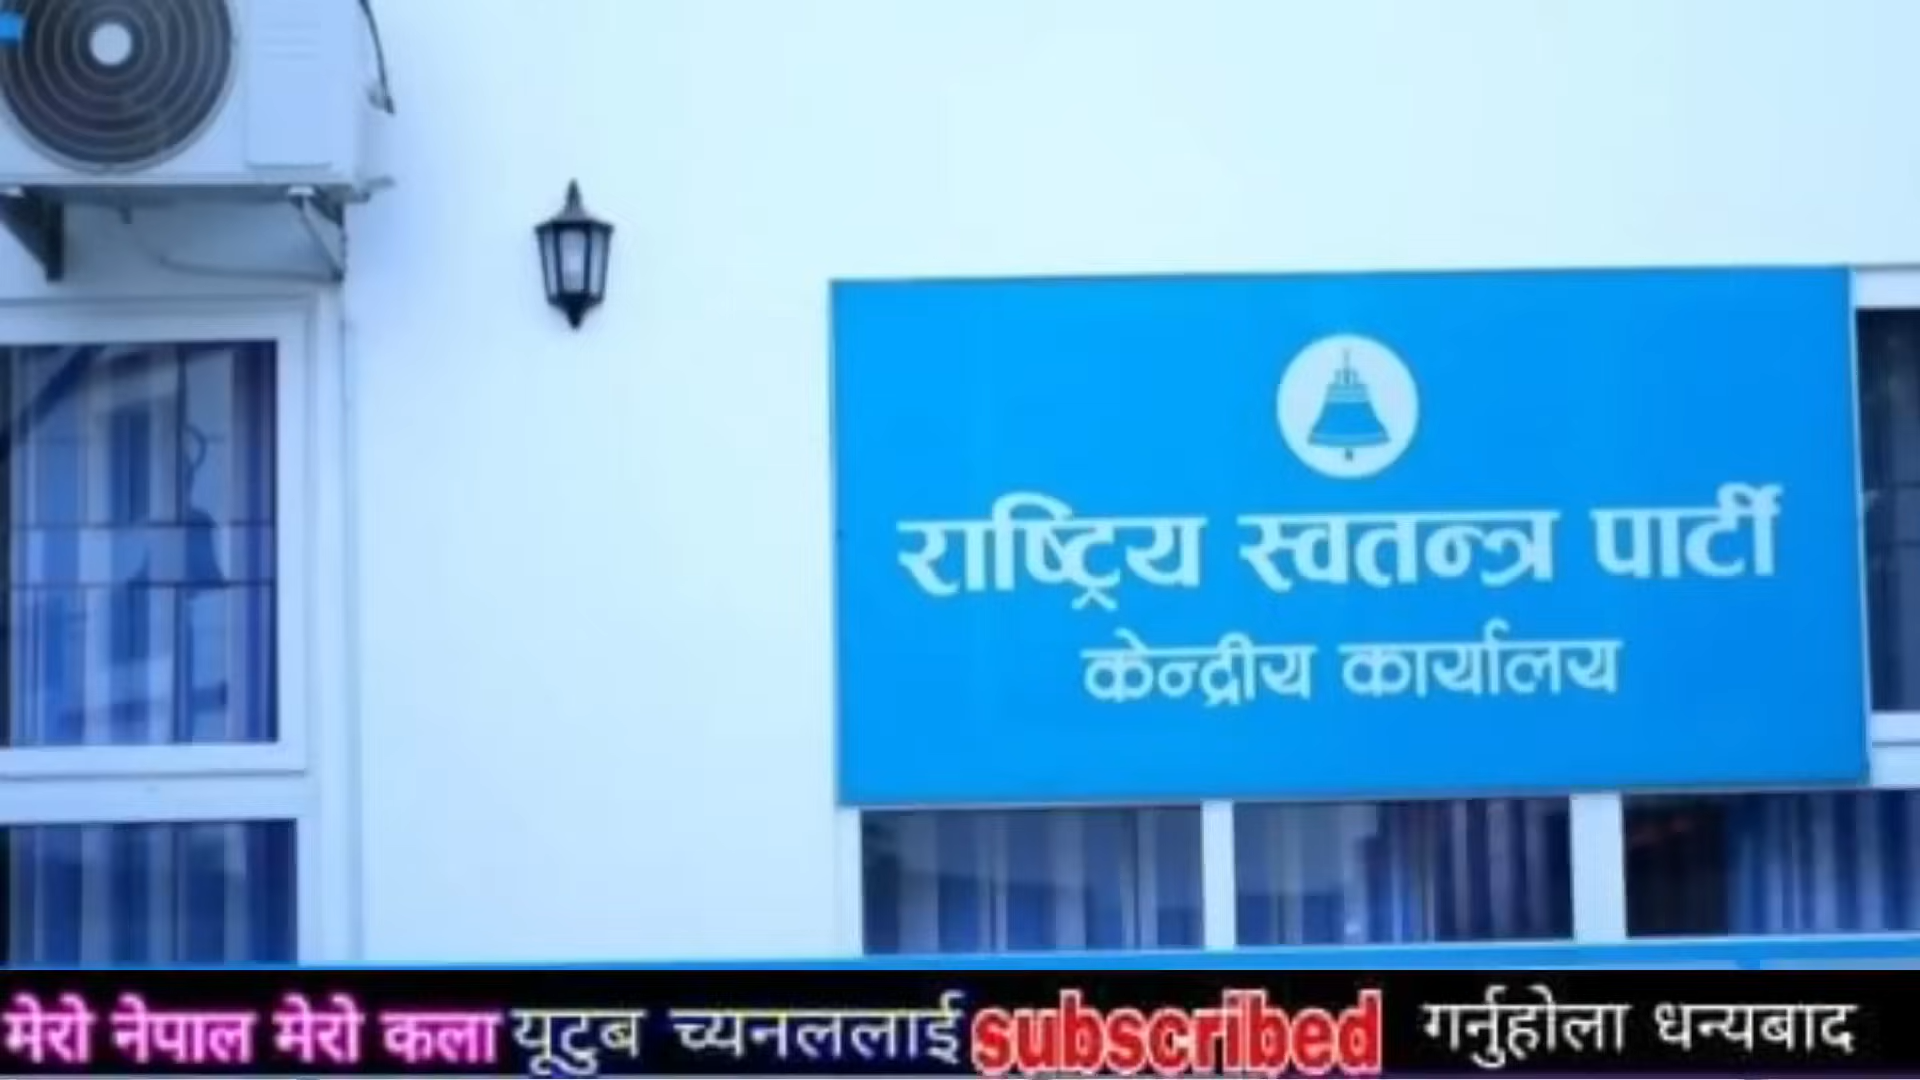 राष्ट्रिय स्वतन्त्र पार्टी
केन्द्रीय कार्यालय
मेरो नेपाल मेरो कला यूटुब च्यनललाई subscribed गर्नुहोला धन्यबाद